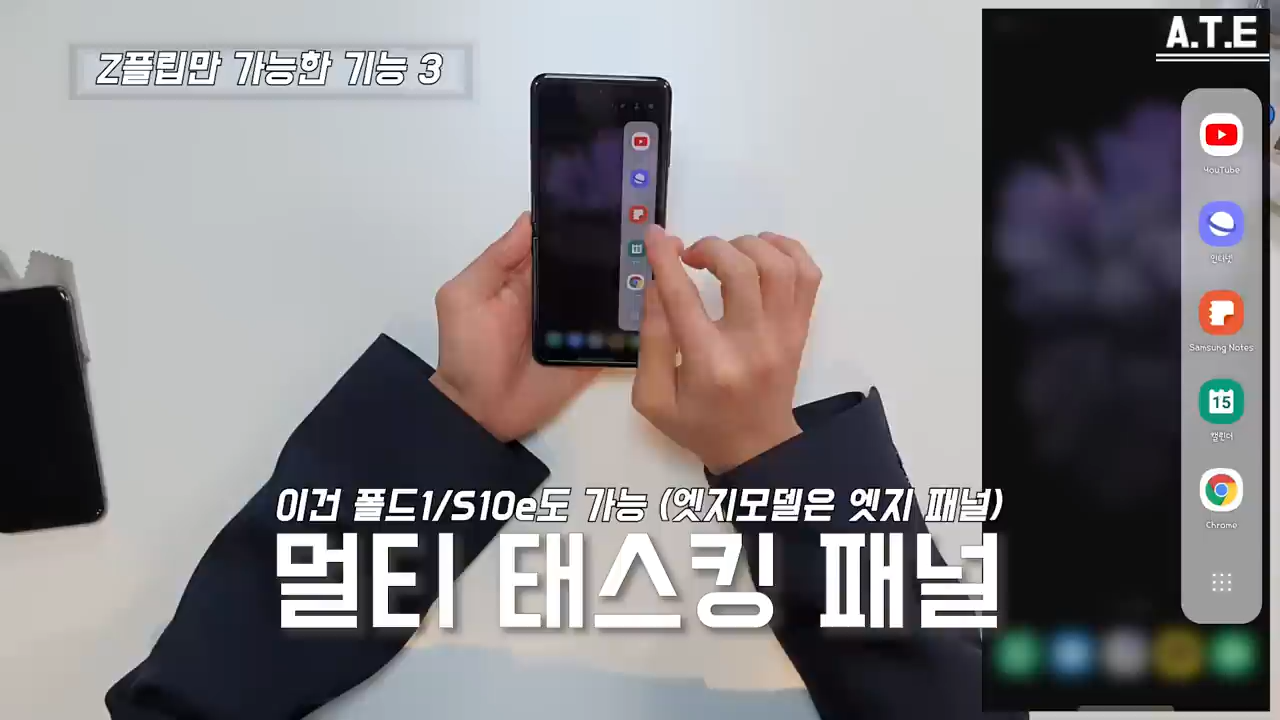 Z플립만 가능한 기능 3
A.T.E
YouTube
인터넷
Samsung Notes
15
캘린더
Chrome
이건 폴드1/S10e도 가능 (엣지모델은 엣지 패널)
멀티 태스킹 패널